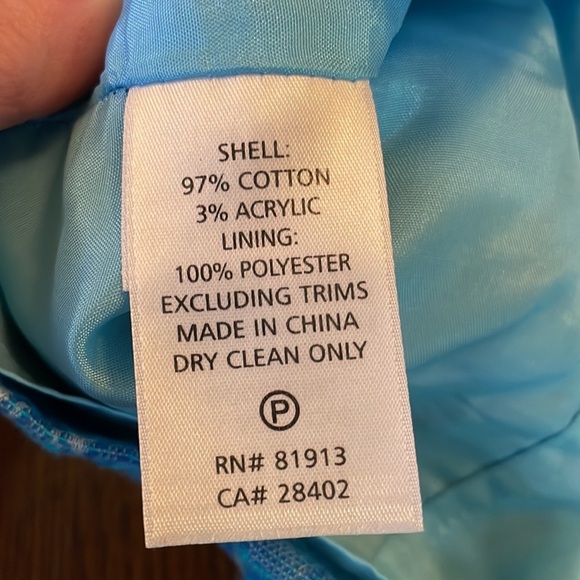 SHELL:
97% COTTON
3% ACRYLIC
LINING:
100% POLYESTER
EXCLUDING TRIMS
MADE IN CHINA
DRY CLEAN ONLY
P
RN# 81913
CA# 28402